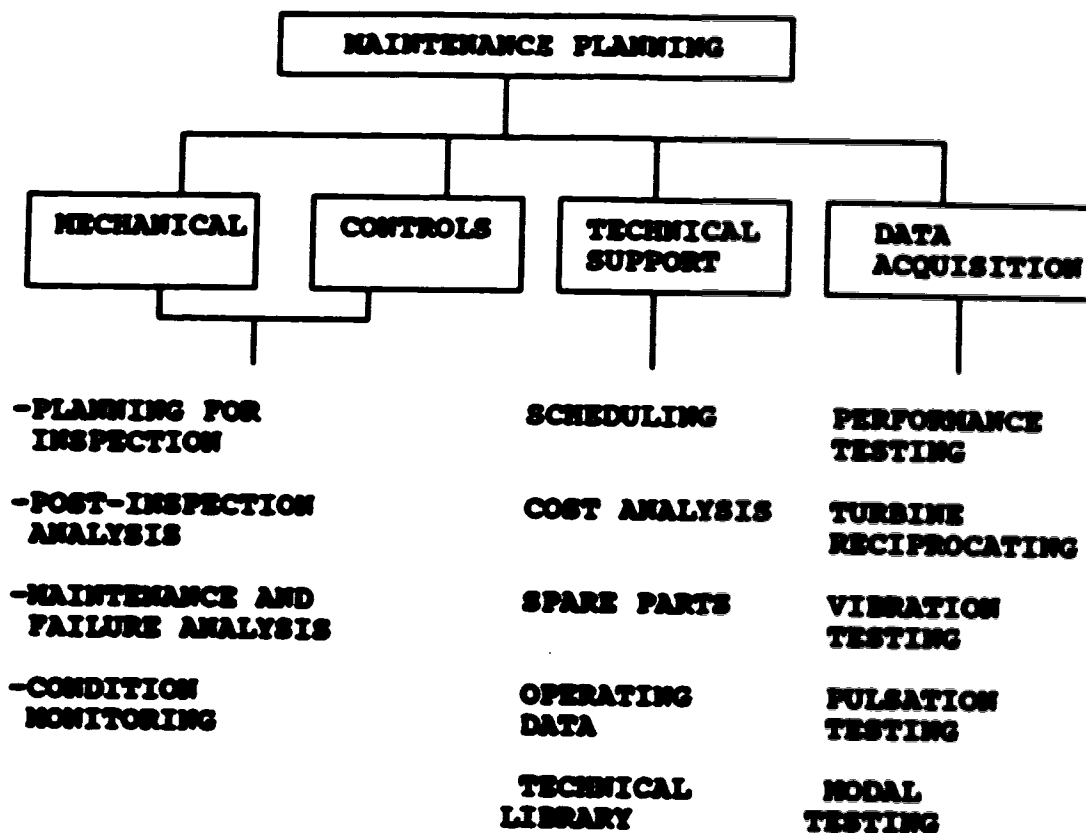 MAINTENANCE PLANNING
MECHANICAL
CONTROLS
TECHNICAL
SUPPORT
DATA
ACQUISITION
-PLANNING FOR
INSPECTION
-POST-INSPECTION
ANALYSIS
-MAINTENANCE AND
FAILURE ANALYSIS
-CONDITION
MONITORING
SCHEDULING
COST ANALYSIS
SPARE PARTS
OPERATING
DATA
TECHNICAL
LIBRARY
PERFORMANCE
TESTING
TURBINE
RECIPROCATING
VIBRATION
TESTING
PULSATION
TESTING
MODAL
TESTING